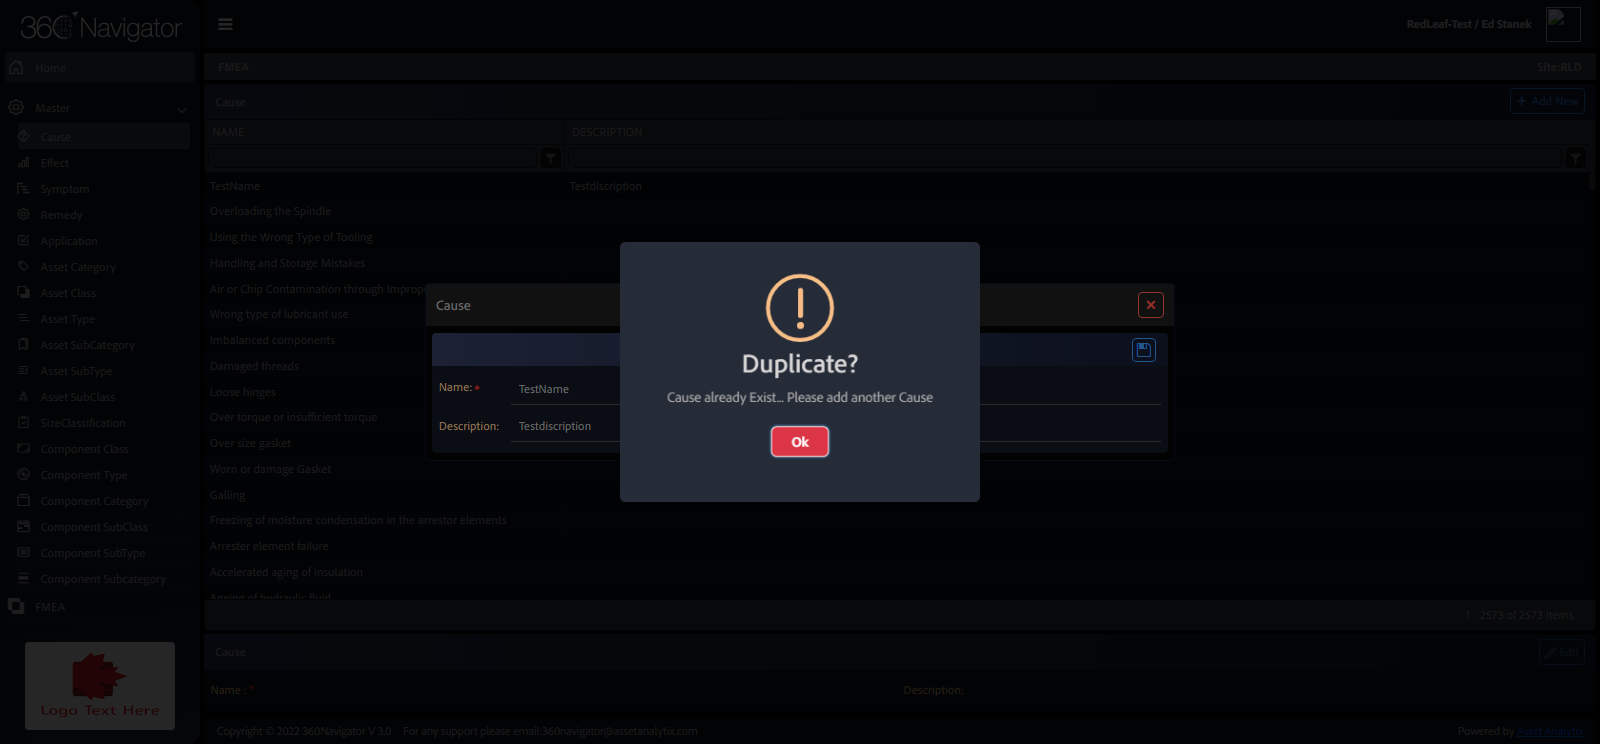 360 Navigator
RedLeaf-Test / Ed Stanek
Home
FMEA
Site:RLD
Master
Cause
+ Add New
NAME
DESCRIPTION
Cause
Effect
Symptom
Remedy
Application
Asset Category
Asset Class
Asset Type
Asset SubCategory
Asset SubType
Asset SubClass
SizeClassification
Component Class
Component Type
Component Category
Component SubClass
Component SubType
Component Subcategory
FMEA
Logo Text Here
TestName
Testdiscription
Overloading the Spindle
Using the Wrong Type of Tooling
Handling and Storage Mistakes
Air or Chip Contamination through
Wrong type of lubricant use
Imbalanced components
Damaged threads
Loose hinges
Over torque or insufficient torque
Over size gasket
Worn or damage Gasket
Galling
Freezing of moisture condensation in the arrestor elements
Arrester element failure
Accelerated aging of insulation
Ageing of hydraulic fluid
Cause
Name: *
TestName
Description:
Testdiscription
Duplicate?
Cause already Exist... Please add another Cause
Ok
1 - 2573 of 2573 items
Cause
Edit
Name : *
Description:
Copyright © 2022 360Navigator V 3.0
For any support please email:360navigator@assetanalytix.com
Powered by Asset Analytix